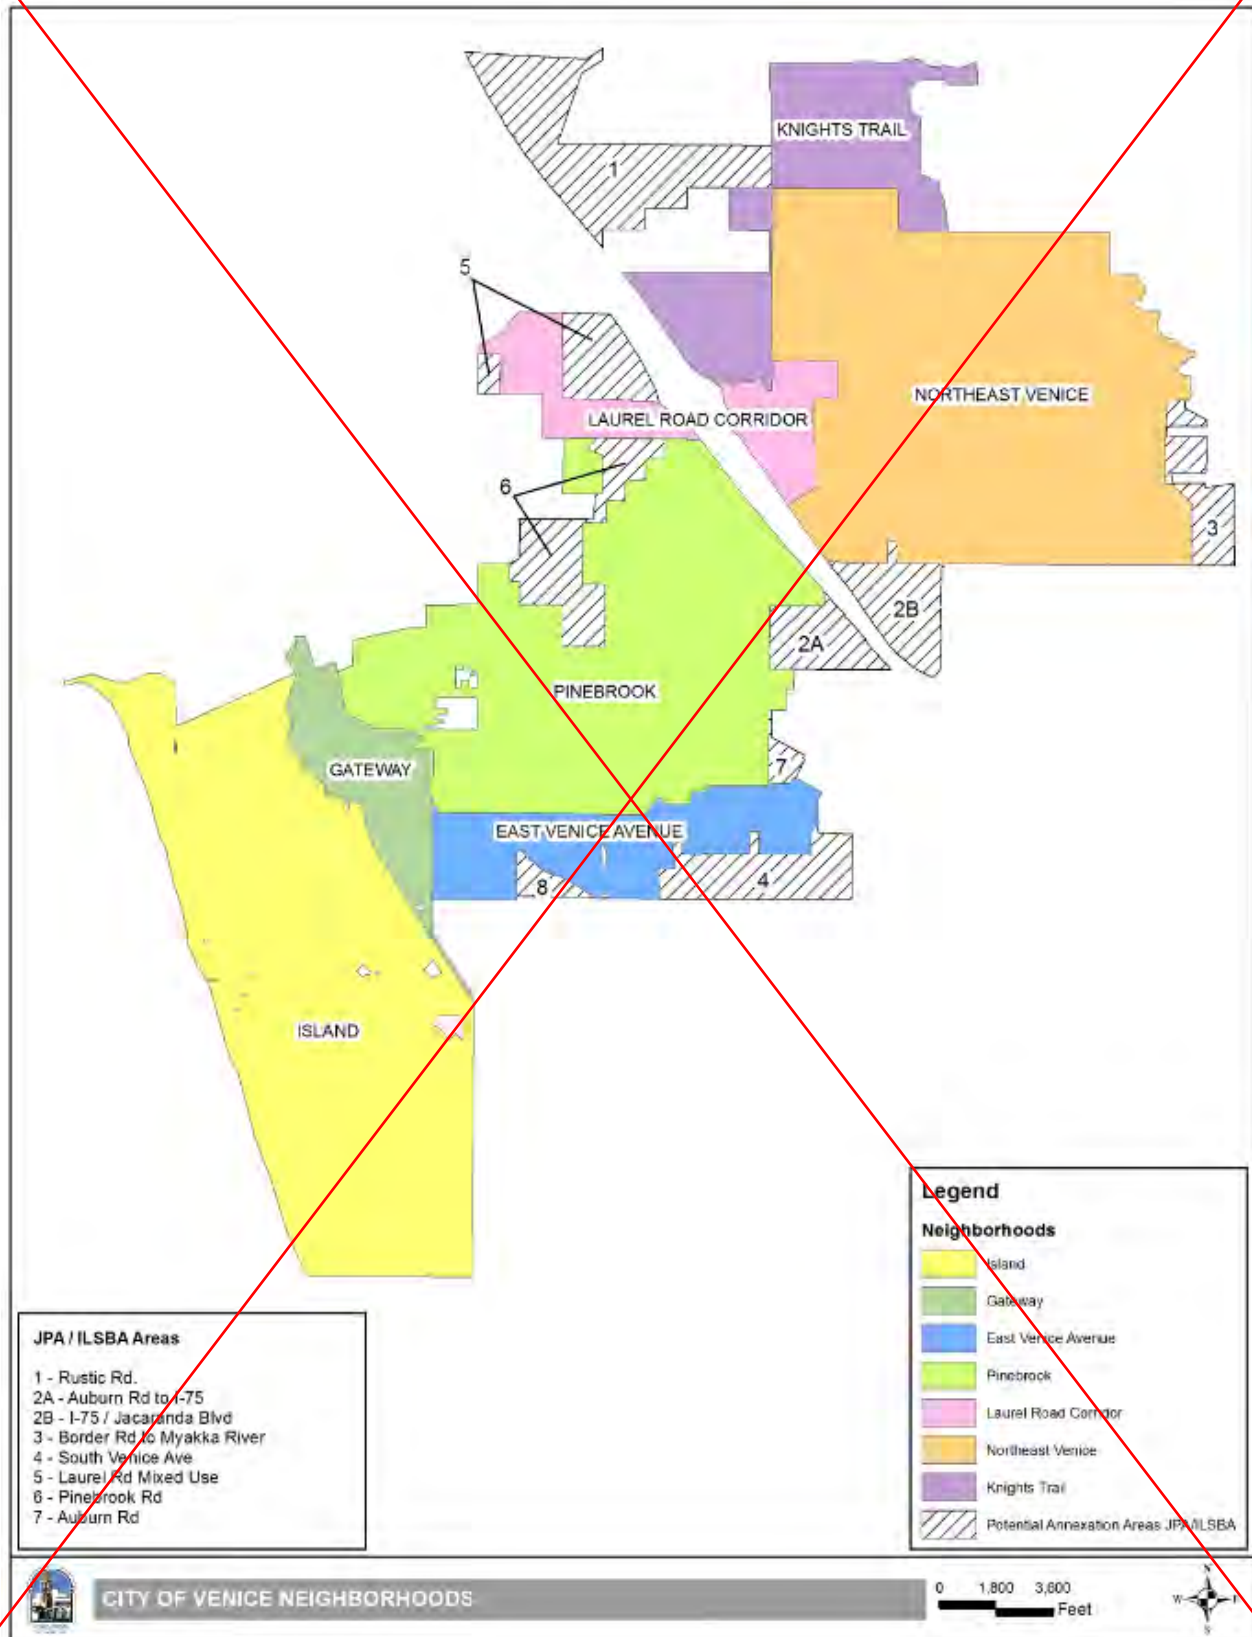 KNIGHTS TRAIL
1
5
NORTHEAST VENICE
LAUREL ROAD CORRIDOR
6
3
2B
2A
PINEBROOK
7
GATEWAY
EAST VENICE AVENUE
8
4
ISLAND
Legend
Neighborhoods
Island
Gateway
East Venice Avenue
Pinebrook
Laurel Road Corridor
Northeast Venice
Knights Trail
Potential Annexation Areas JPA/ILSBA
JPA / ILSBA Areas
1 - Rustic Rd.
2A - Auburn Rd to I-75
2B - I-75 / Jacaranda Blvd
3 - Border Rd to Myakka River
4 - South Venice Ave
5 - Laurel Rd Mixed Use
6 - Pinebrook Rd
7 - Auburn Rd
CITY OF VENICE NEIGHBORHOODS
0 1,800 3,600
Feet
N
W
E
S